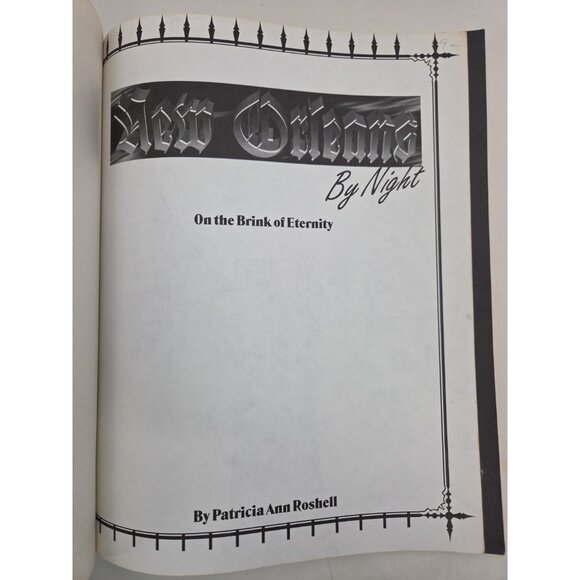 New Orleans
By Night
On the Brink of Eternity
By Patricia Ann Roshell